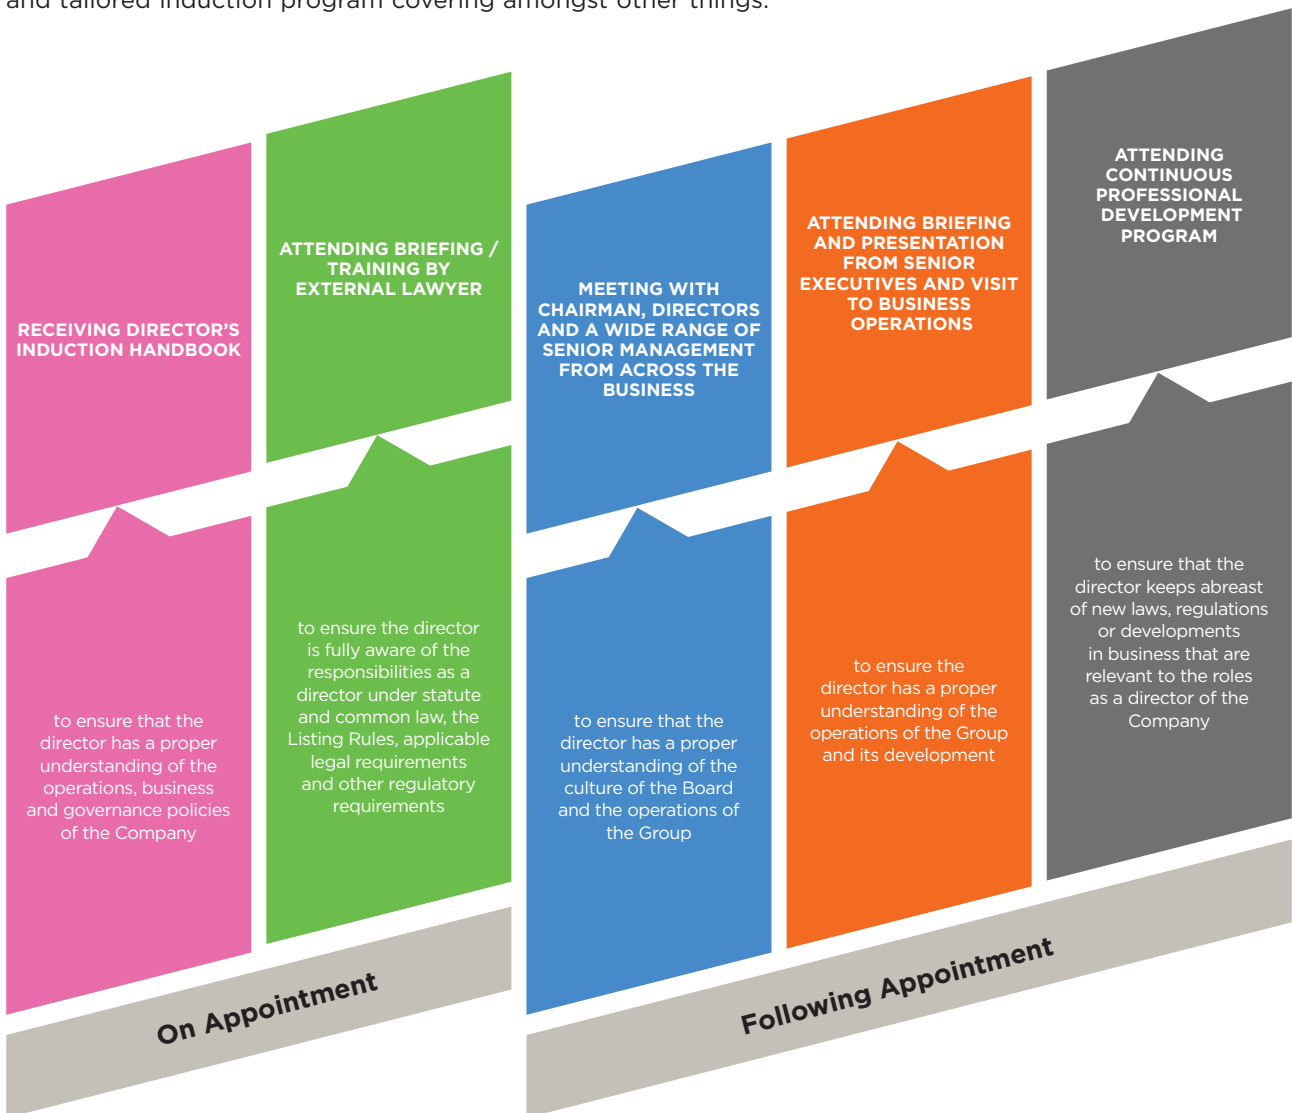 and tailored induction program covering amongst other things:
RECEIVING DIRECTOR’S
INDUCTION HANDBOOK
to ensure that the
director has a proper
understanding of the
operations, business
and governance policies
of the Company
ATTENDING BRIEFING /
TRAINING BY
EXTERNAL LAWYER
to ensure the director
is fully aware of the
responsibilities as a
director under statute
and common law, the
Listing Rules, applicable
legal requirements
and other regulatory
requirements
On Appointment
MEETING WITH
CHAIRMAN, DIRECTORS
AND A WIDE RANGE OF
SENIOR MANAGEMENT
FROM ACROSS THE
BUSINESS
to ensure that the
director has a proper
understanding of the
culture of the Board
and the operations of
the Group
ATTENDING BRIEFING
AND PRESENTATION
FROM SENIOR
EXECUTIVES AND VISIT
TO BUSINESS
OPERATIONS
to ensure the
director has a proper
understanding of the
operations of the Group
and its development
ATTENDING
CONTINUOUS
PROFESSIONAL
DEVELOPMENT
PROGRAM
to ensure that the
director keeps abreast
of new laws, regulations
or developments
in business that are
relevant to the roles
as a director of the
Company
Following Appointment